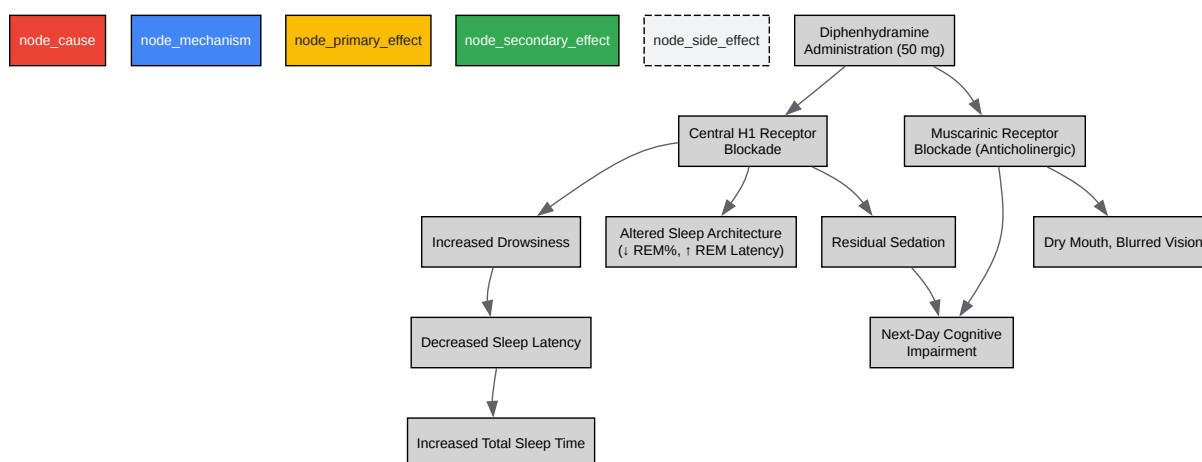 node_cause
node_mechanism
node_primary_effect
node_secondary_effect
node_side_effect
Diphenhydramine
Administration (50 mg)
Central H1 Receptor
Blockade
Muscarinic Receptor
Blockade (Anticholinergic)
Increased Drowsiness
Altered Sleep Architecture
(↓ REM%, ↑ REM Latency)
Residual Sedation
Dry Mouth, Blurred Vision
Decreased Sleep Latency
Next-Day Cognitive
Impairment
Increased Total Sleep Time